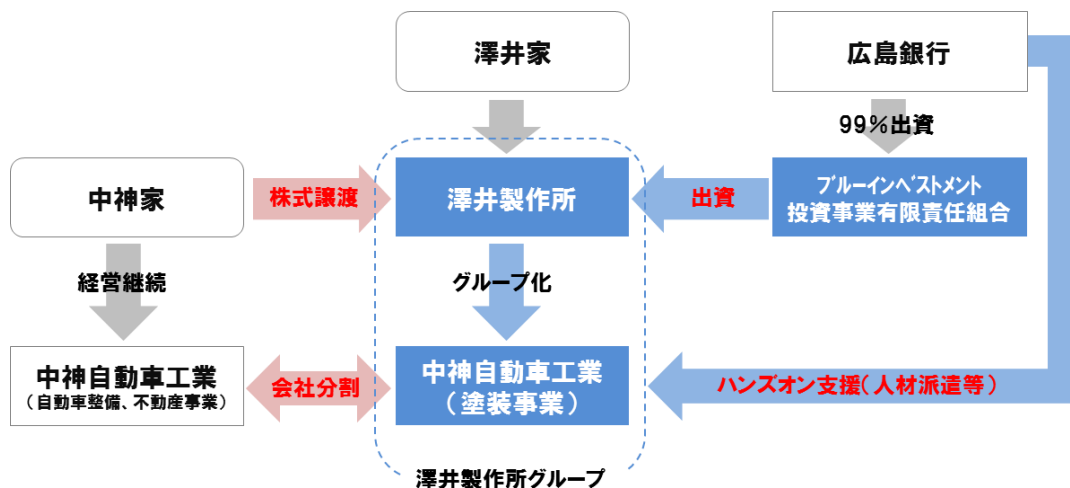 澤井家
広島銀行
99%出資
中神家
株式譲渡
澤井製作所
出資
ブルーインベストメント
投資事業有限責任組合
経営継続
グループ化
中神自動車工業
(自動車整備、不動産事業)
会社分割
中神自動車工業
(塗装事業)
ハンズオン支援(人材派遣等)
澤井製作所グループ